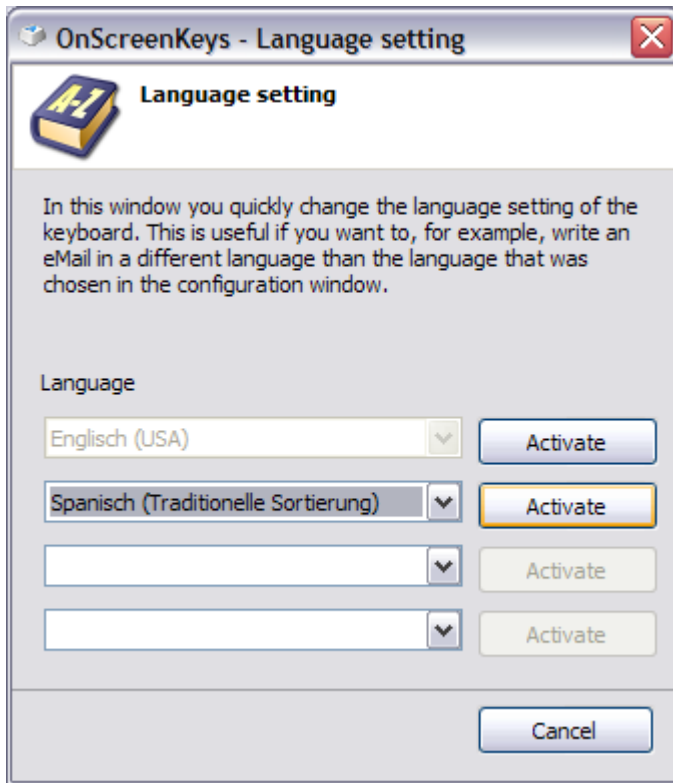 OnScreenKeys - Language setting
A-Z
Language setting
In this window you quickly change the language setting of the
keyboard. This is useful if you want to, for example, write an
eMail in a different language than the language that was
chosen in the configuration window.
Language
Englisch (USA)
Activate
Spanisch (Traditionelle Sortierung)
Activate
Activate
Activate
Cancel